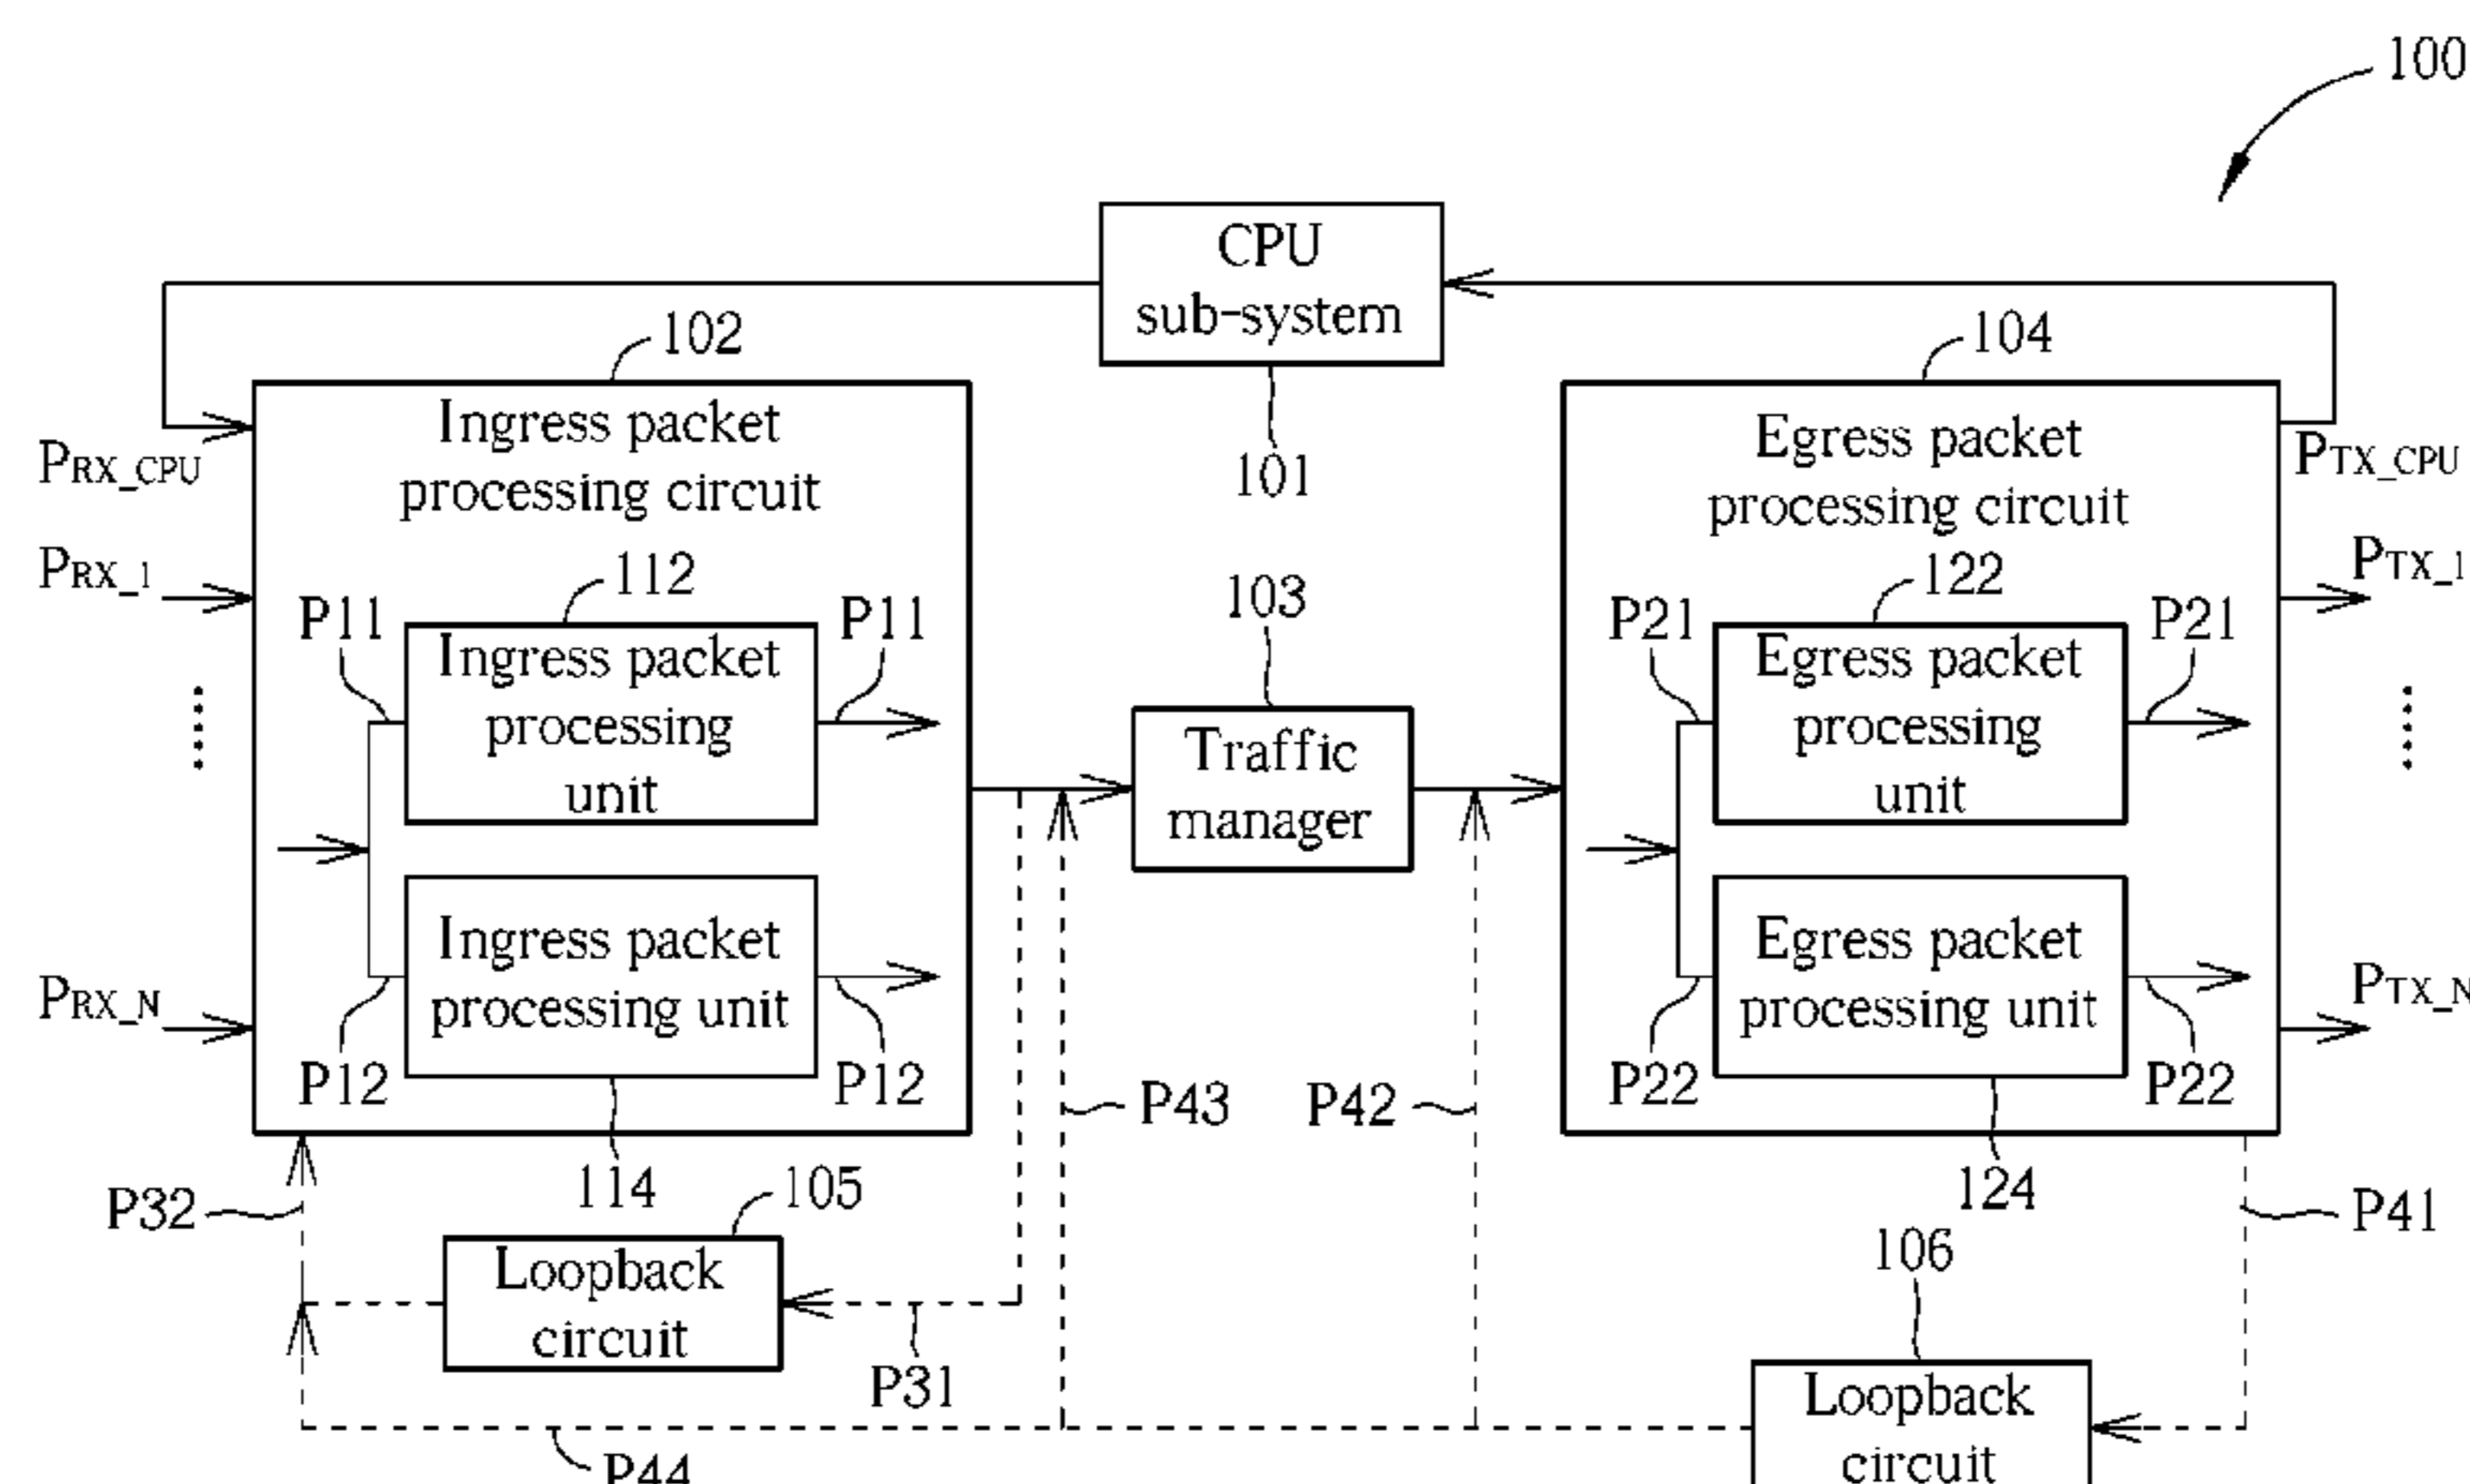 100
CPU
sub-system
101
102
104
PRX_CPU
Ingress packet
processing circuit
Egress packet
processing circuit
PTX_CPU
PRX_1
PTX_1
112
122
103
P11
Ingress packet
processing
unit
P11
Traffic
manager
P21
Egress packet
processing
unit
P21
PRX_N
Ingress packet
processing unit
Egress packet
processing unit
PTX_N
P12
P12
P43
P42
P22
P22
114
124
P32
105
P41
Loopback
circuit
106
P31
Loopback
circuit
P44